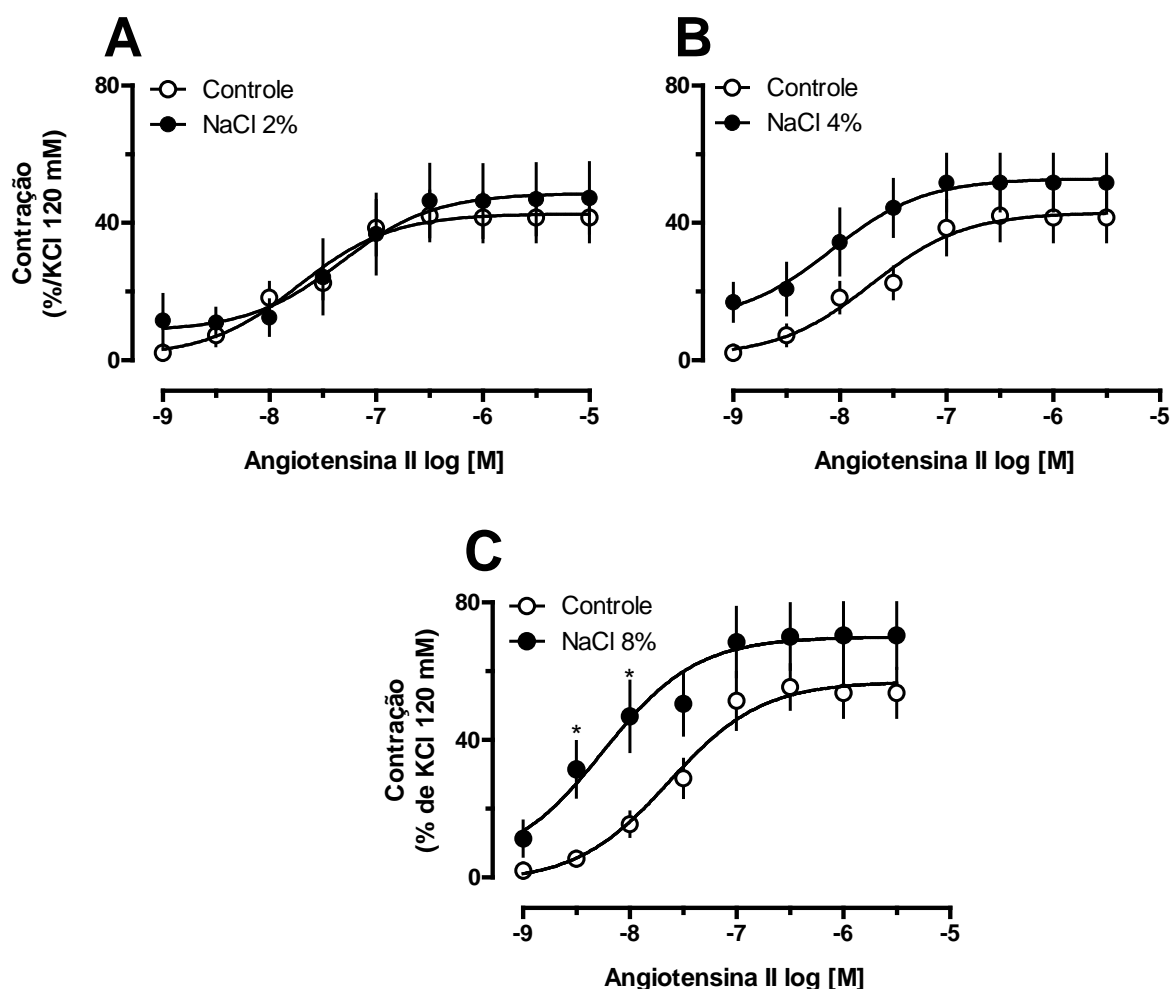 A
Controle
NaCl 2%
80
40
0
Contração
(%/KCl 120 mM)
-9 -8 -7 -6 -5
Angiotensina II log [M]
B
Controle
NaCl 4%
80
40
0
-9 -8 -7 -6 -5
Angiotensina II log [M]
C
Controle
NaCl 8%
80
40
0
Contração
(% de KCl 120 mM)
*
*
-9 -8 -7 -6 -5
Angiotensina II log [M]